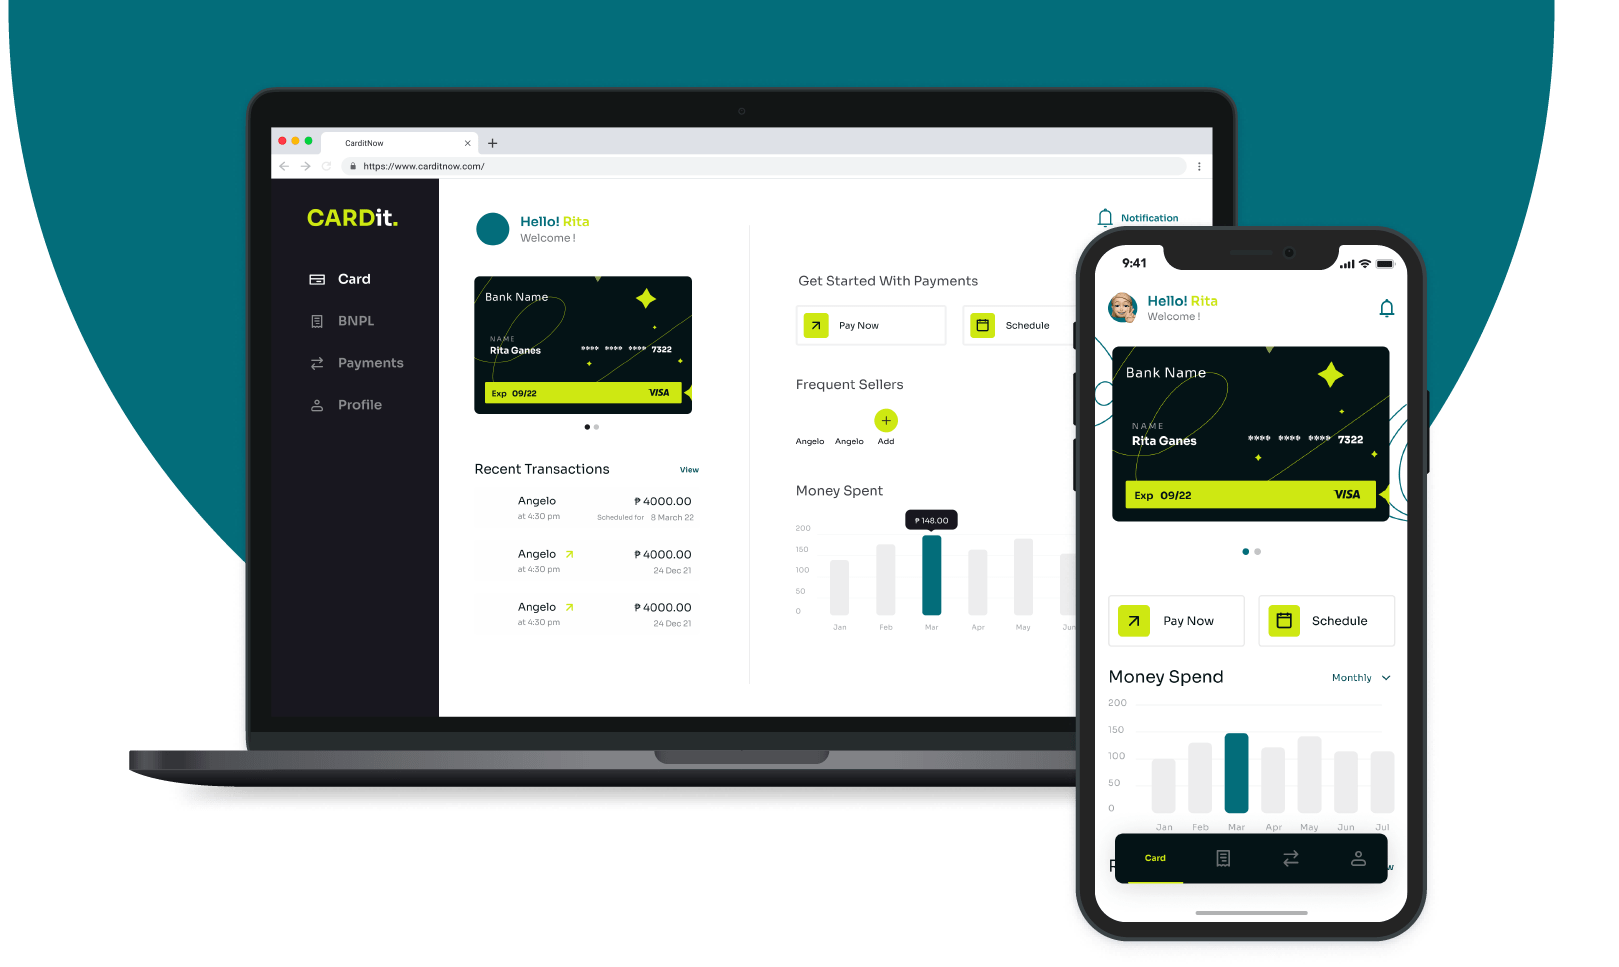 CarditNow
https://www.carditnow.com/
CARDit.
Card
BNPL
Payments
Profile
Hello! Rita
Welcome !
Bank Name
NAME
Rita Ganes
**** **** **** 7322
Exp 09/22
VISA
Recent Transactions
View
Angelo
₱ 4000.00
at 4:30 pm
Scheduled for 8 March 22
Angelo
₱ 4000.00
at 4:30 pm
24 Dec 21
Angelo
₱ 4000.00
at 4:30 pm
24 Dec 21
Notification
Get Started With Payments
Pay Now
Schedule
Frequent Sellers
Angelo
Angelo
Add
Money Spent
₱ 148.00
200
150
100
50
0
Jan
Feb
Mar
Apr
May
Jun
9:41
Hello! Rita
Welcome !
Bank Name
NAME
Rita Ganes
**** **** **** 7322
Exp 09/22
VISA
Pay Now
Schedule
Money Spend
Monthly
200
150
100
50
0
Jan
Feb
Mar
Apr
May
Jun
Jul
Card